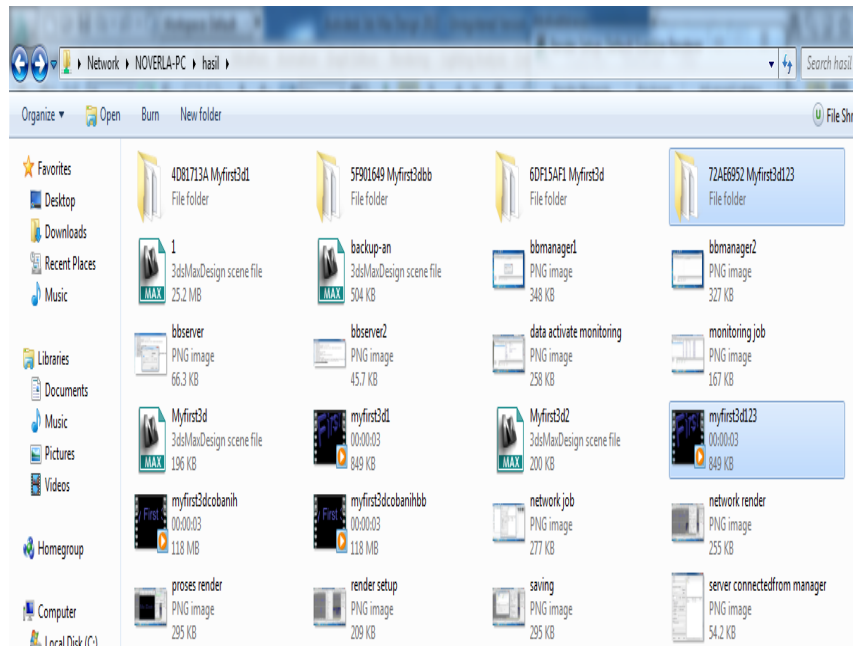 Network ▸ NOVERLA-PC ▸ hasil ▸
Search hasil
Organize ▾ Open Burn New folder
File Shr
Favorites
Desktop
Downloads
Recent Places
Music
Libraries
Documents
Music
Pictures
Videos
Homegroup
Computer
Local Disk (C:)
4D81713A Myfirst3d1
File folder
5F901649 Myfirst3dbb
File folder
6DF15AF1 Myfirst3d
File folder
72AE6952 Myfirst3d123
File folder
MAX
1
3dsMaxDesign scene file
25.2 MB
MAX
backup-an
3dsMaxDesign scene file
504 KB
bbmanager1
PNG image
348 KB
bbmanager2
PNG image
327 KB
bbserver
PNG image
66.3 KB
bbserver2
PNG image
45.7 KB
data activate monitoring
PNG image
258 KB
monitoring job
PNG image
167 KB
MAX
Myfirst3d
3dsMaxDesign scene file
196 KB
myfirst3d1
00:00:03
849 KB
MAX
Myfirst3d2
3dsMaxDesign scene file
200 KB
myfirst3d123
00:00:03
849 KB
myfirst3dcobanih
00:00:03
118 MB
myfirst3dcobanihbb
00:00:03
118 MB
network job
PNG image
277 KB
network render
PNG image
255 KB
proses render
PNG image
295 KB
render setup
PNG image
209 KB
saving
PNG image
295 KB
server connectedfrom manager
PNG image
54.2 KB